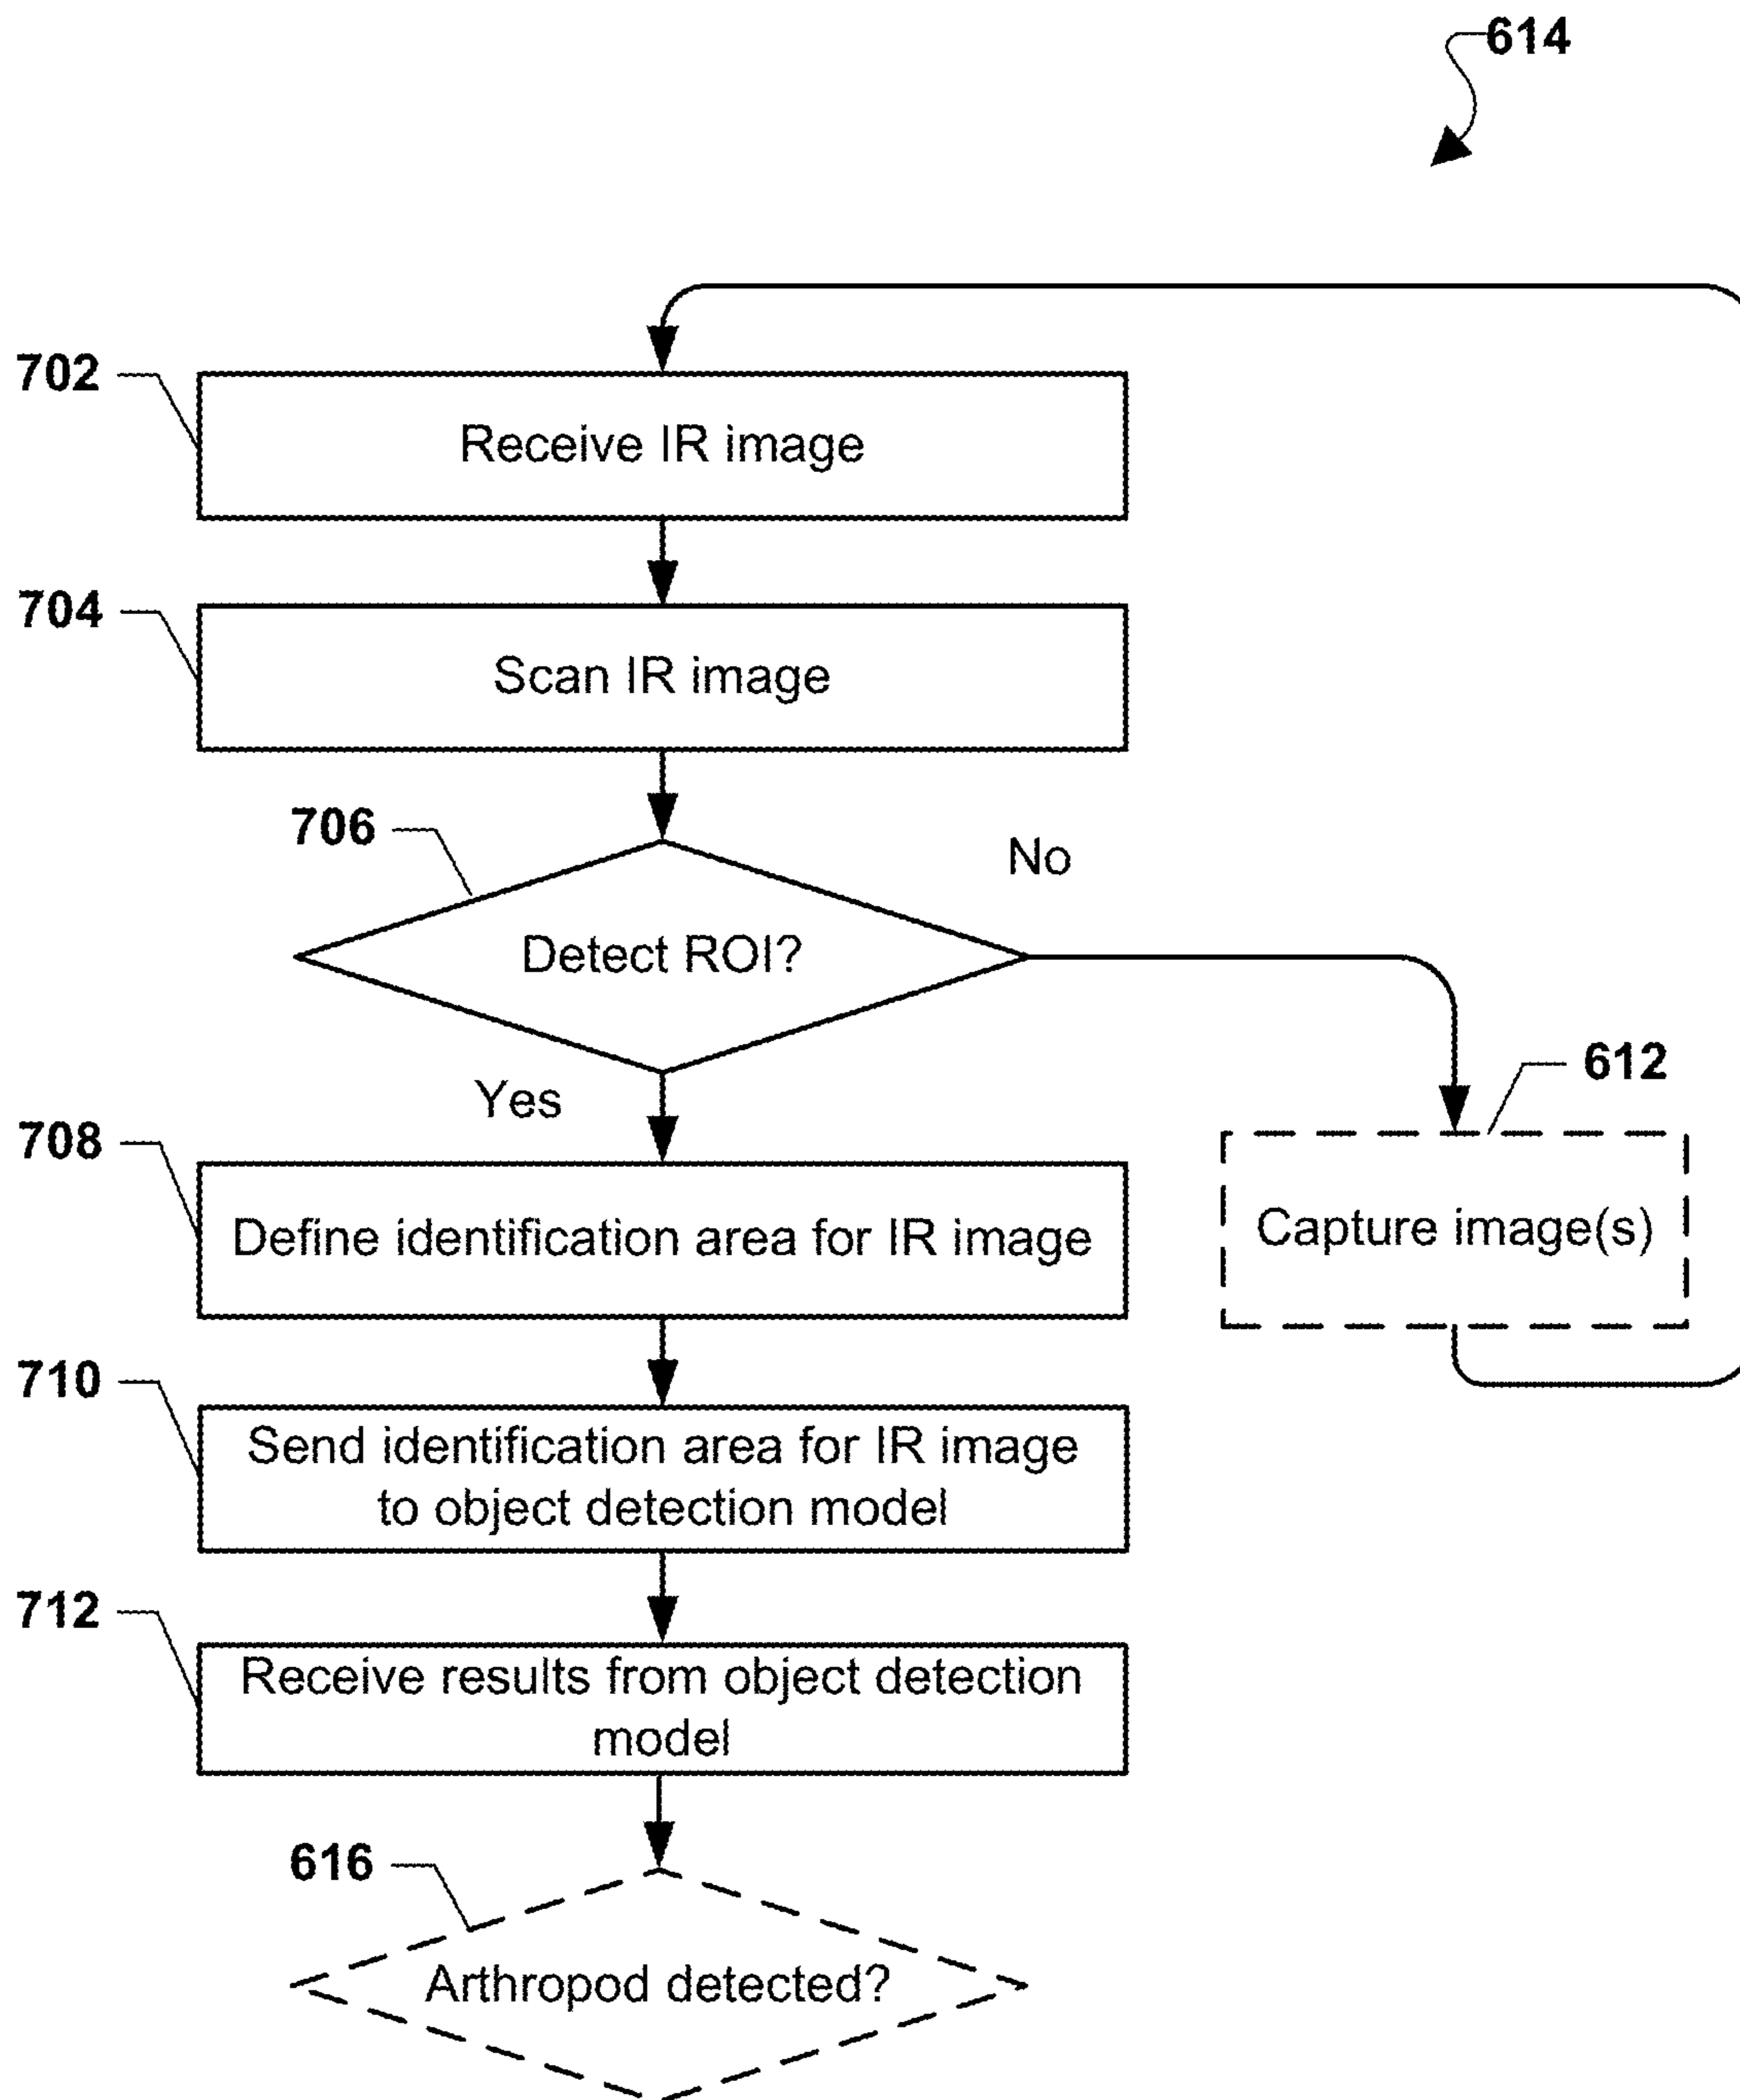 614
702
Receive IR image
704
Scan IR image
706
No
Detect ROI?
Yes
612
708
Capture image(s)
Define identification area for IR image
710
Send identification area for IR image
to object detection model
712
Receive results from object detection
model
616
Arthropod detected?